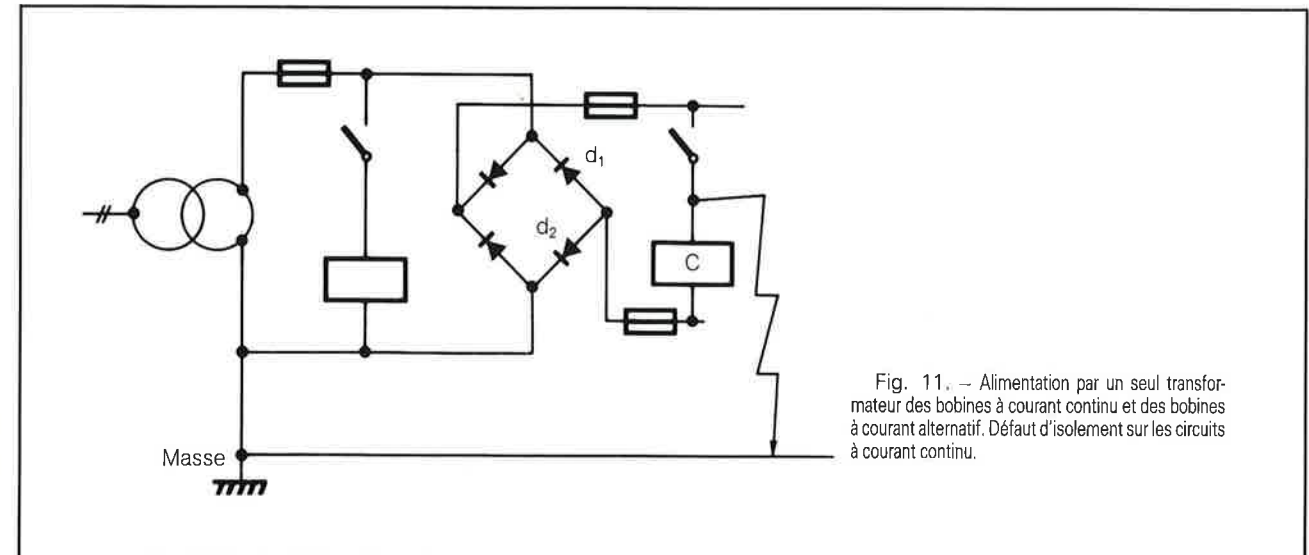 d₁
d₂
C
Masse
Fig. 11. – Alimentation par un seul transfor-
mateur des bobines à courant continu et des bobines
à courant alternatif. Défaut d'isolement sur les circuits
à courant continu.